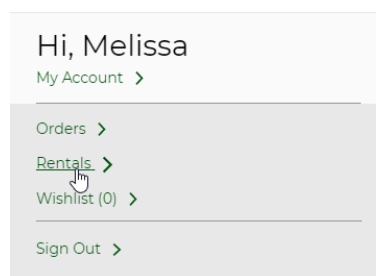 Hi, Melissa
My Account >
Orders >
Rentals >
Wishlist (0) >
Sign Out >